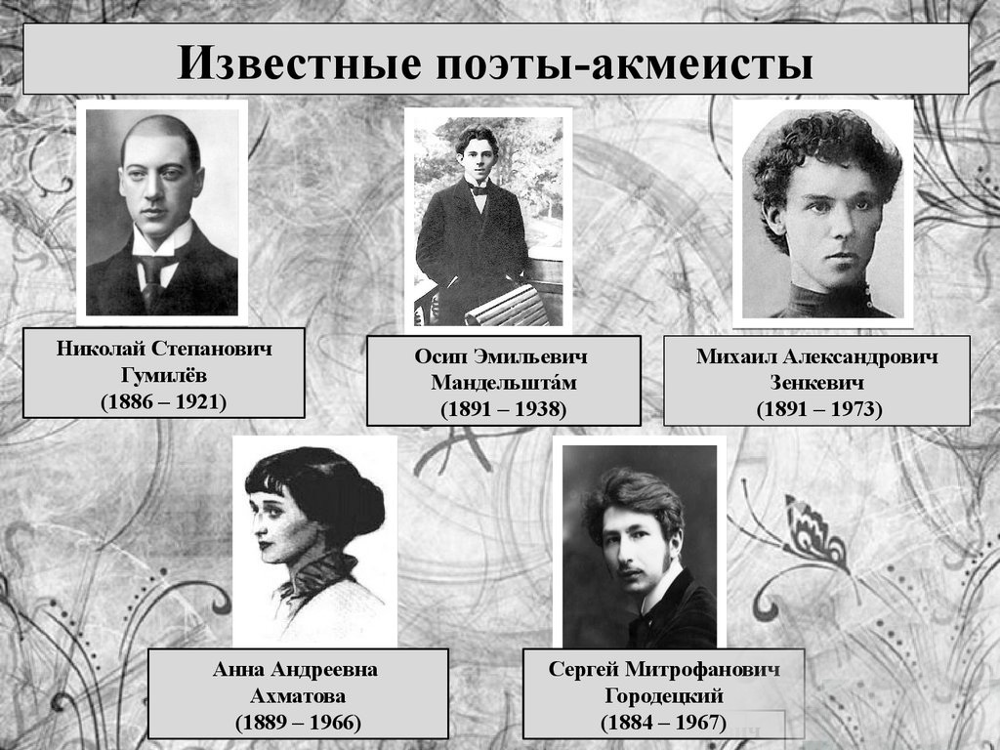 Известные поэты-акмеисты
Николай Степанович
Гумилёв
(1886 – 1921)
Осип Эмильевич
Мандельшта́м
(1891 – 1938)
Михаил Александрович
Зенкевич
(1891 – 1973)
Анна Андреевна
Ахматова
(1889 – 1966)
Сергей Митрофанович
Городецкий
(1884 – 1967)